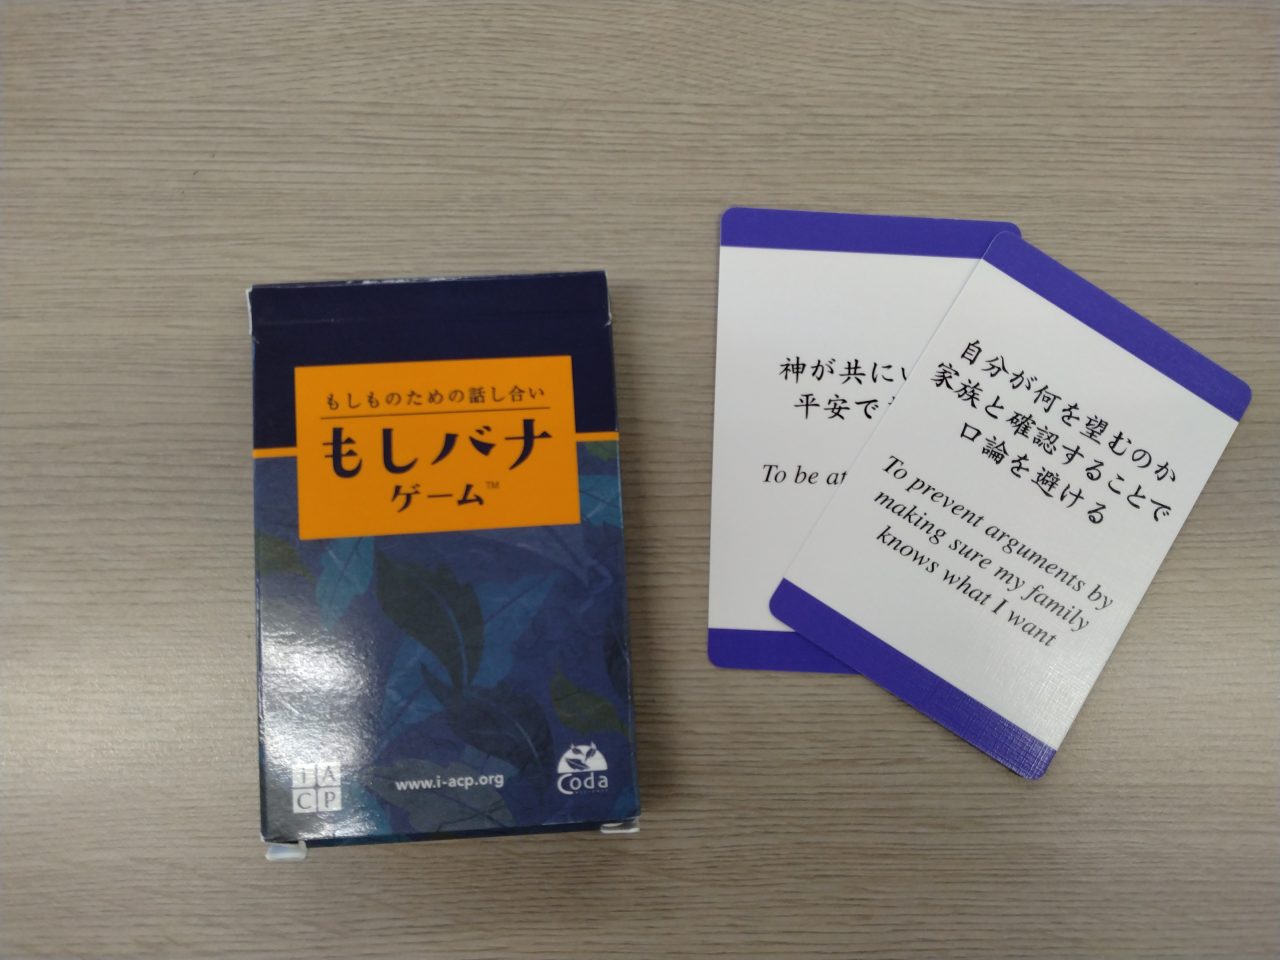 もしものための話し合い
もしバナ
ゲーム™
i A
C P
www.i-acp.org
Coda
神が共に
平安で
To be at
自分が何を望むのか
家族と確認することで
口論を避ける
To prevent arguments by
making sure my family
knows what I want